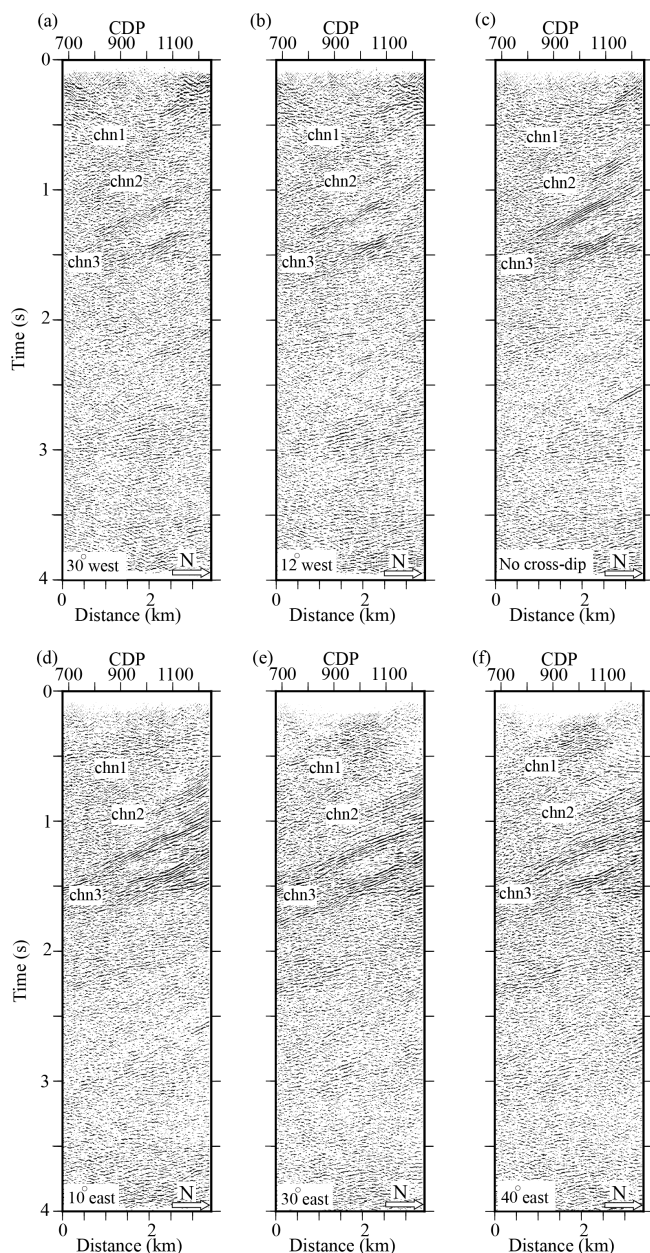 (a) CDP
700 900 1100
(b) CDP
700 900 1100
(c) CDP
700 900 1100
0
1
2
3
4
Time (s)
chn1
chn2
chn3
30° west
N
chn1
chn2
chn3
12° west
N
chn1
chn2
chn3
No cross-dip
N
0 2
Distance (km)
0 2
Distance (km)
0 2
Distance (km)
(d) CDP
700 900 1100
(e) CDP
700 900 1100
(f) CDP
700 900 1100
0
1
2
3
4
Time (s)
chn1
chn2
chn3
10° east
N
chn1
chn2
chn3
30° east
N
chn1
chn2
chn3
40° east
N
0 2
Distance (km)
0 2
Distance (km)
0 2
Distance (km)